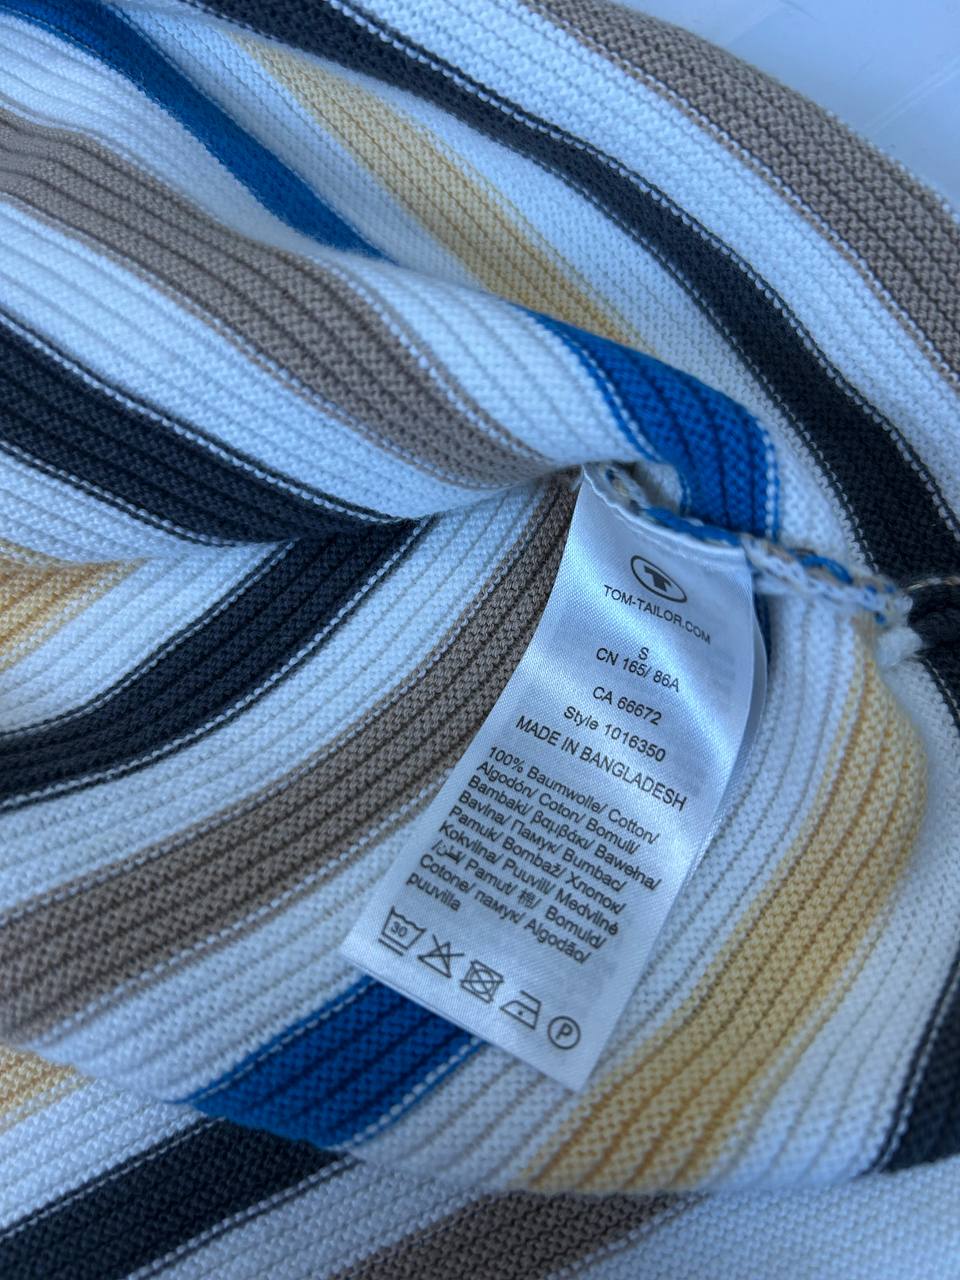 T
TOM-TAILOR.COM
S
CN 165/ 86A
CA 66672
Style 1016350
MADE IN BANGLADESH
100% Baumwolle/ Cotton/
Algodón/ Coton/ Bomull/
Bambaki/ βαμβάκι/ Bawełna/
Bavlna/ Памук/ Bumbac/
Pamuk/ Bombaž/ Хлопок/
Kokvilna/ Puuvill/ Medvilnė
/قطن/ Pamut/ 棉/ Bomuld/
Cotone/ памук/ Algodão/
puuvilla
30
P